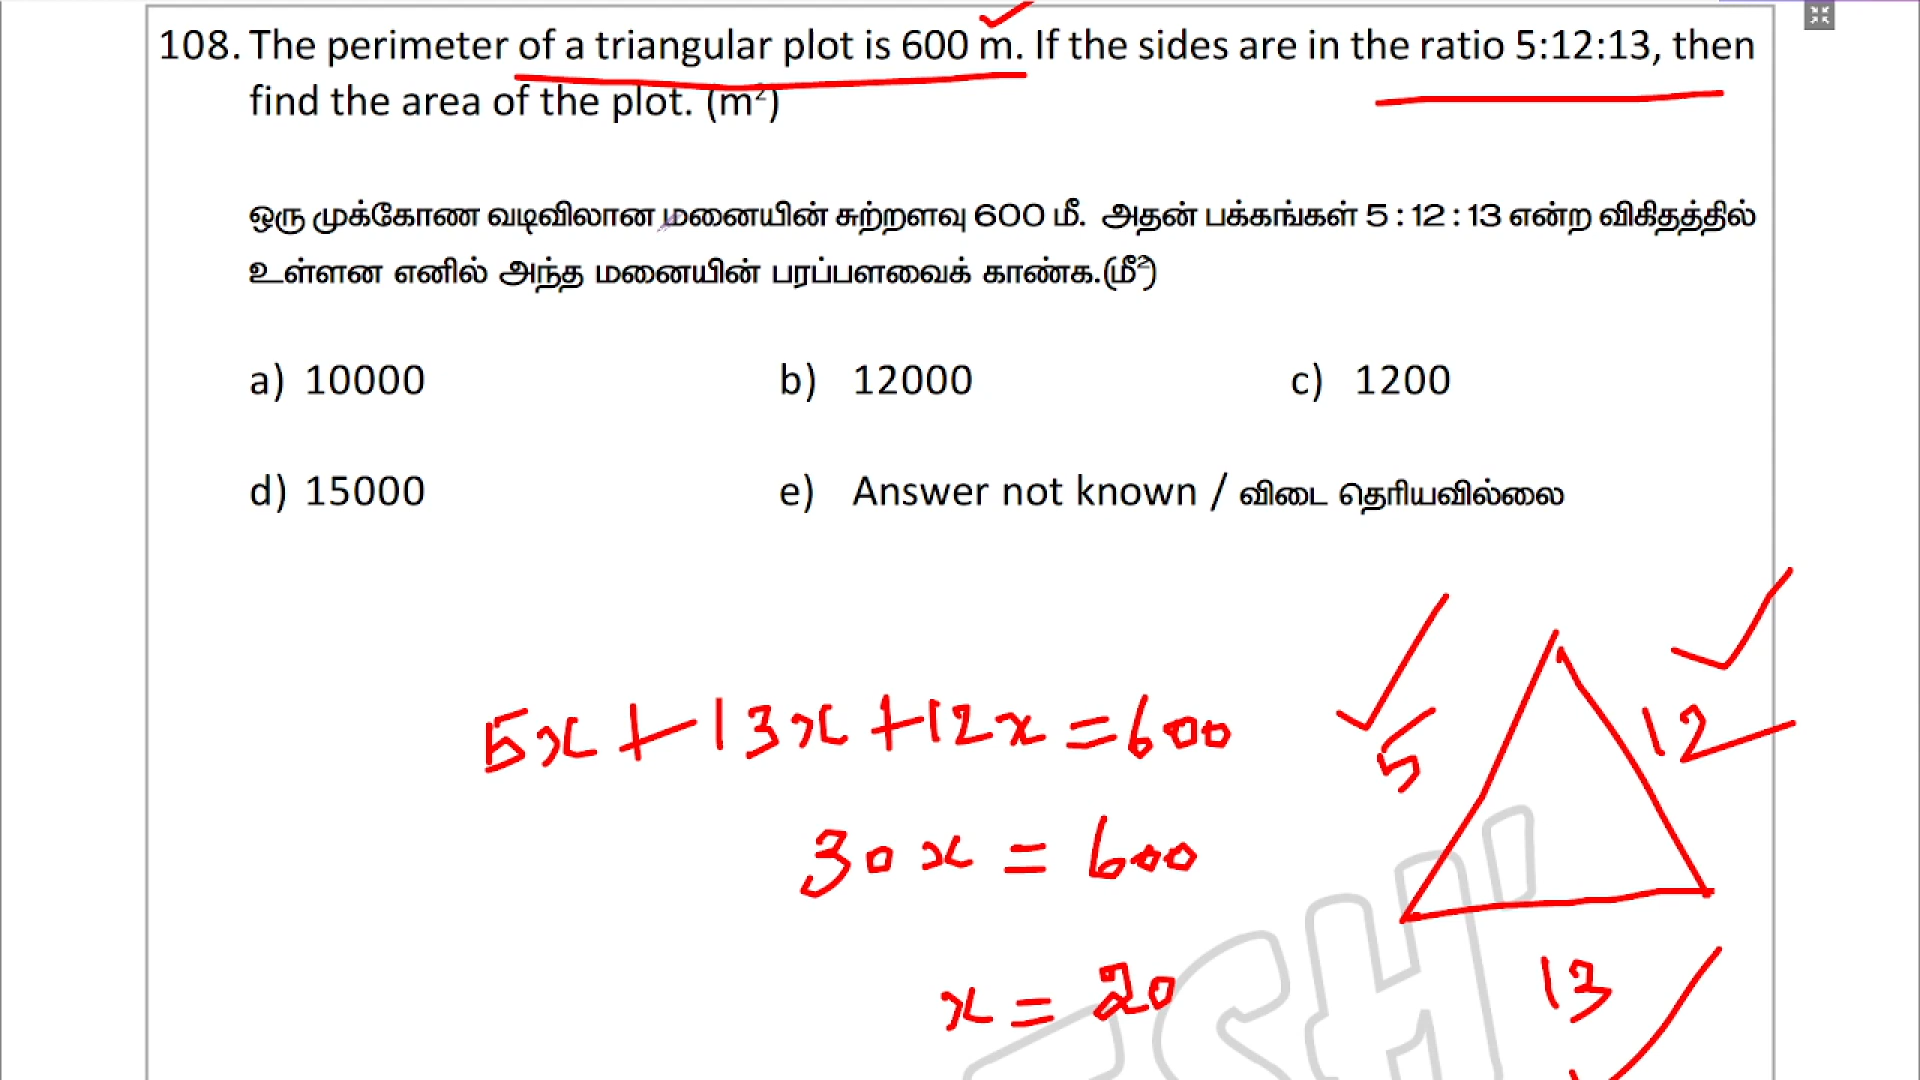 108. The perimeter of a triangular plot is 600 m. If the sides are in the ratio 5:12:13, then
find the area of the plot. (m²)
ஒரு முக்கோண வடிவிலான மனையின் சுற்றளவு 600 மீ. அதன் பக்கங்கள் 5 : 12 : 13 என்ற விகிதத்தில்
உள்ளன எனில் அந்த மனையின் பரப்பளவைக் காண்க.(மீ²)
a) 10000 b) 12000 c) 1200
d) 15000 e) Answer not known / விடை தெரியவில்லை
5x + 13x + 12x = 600
5 12
30x = 600
x = 20
13